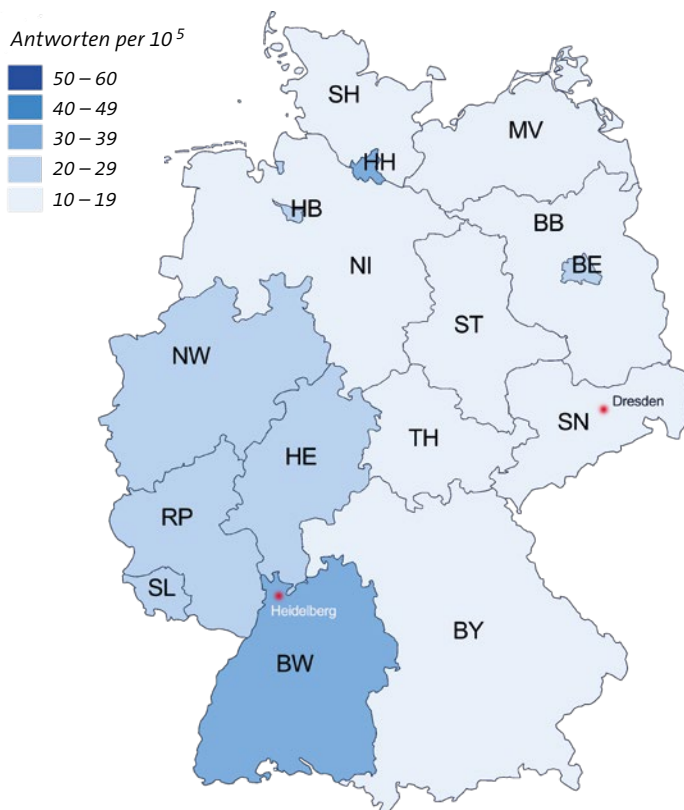 Antworten per 10⁵
50 – 60
40 – 49
30 – 39
20 – 29
10 – 19
SH
MV
HH
HB
BB
NI
BE
ST
NW
Dresden
SN
TH
HE
RP
SL
Heidelberg
BY
BW